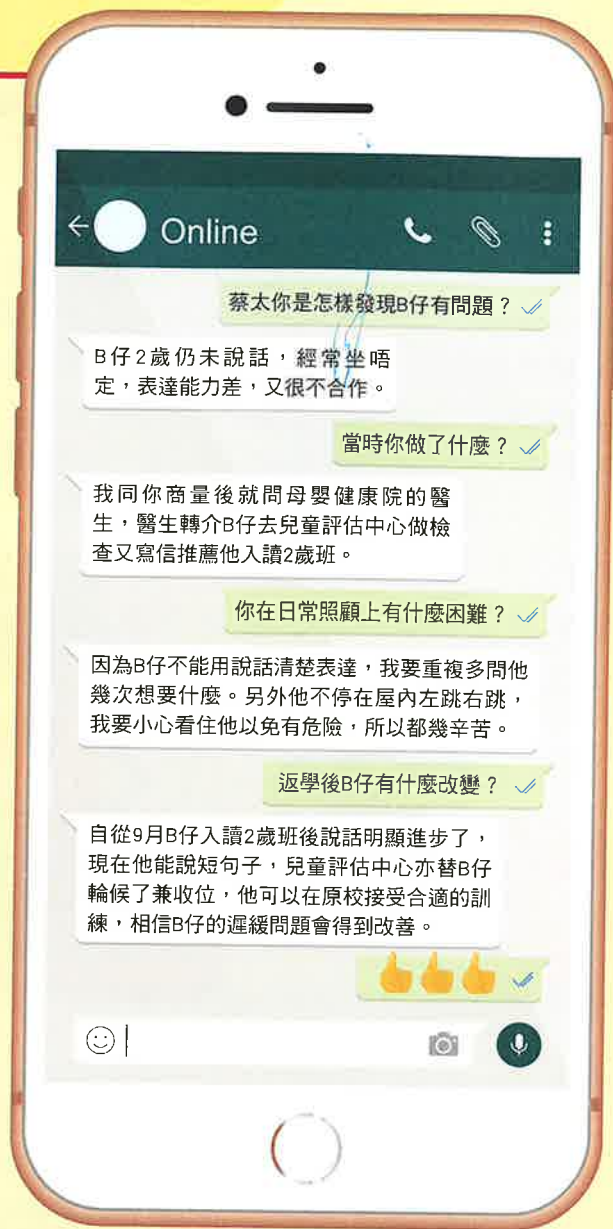 Online
蔡太你是怎樣發現B仔有問題？
B仔2歲仍未說話，經常坐唔
定，表達能力差，又很不合作。
當時你做了什麼？
我同你商量後就問母嬰健康院的醫
生，醫生轉介B仔去兒童評估中心做檢
查又寫信推薦他入讀2歲班。
你在日常照顧上有什麼困難？
因為B仔不能用說話清楚表達，我要重複多問他
幾次想要什麼。另外他不停在屋內左跳右跳，
我要小心看住他以免有危險，所以都幾辛苦。
返學後B仔有什麼改變？
自從9月B仔入讀2歲班後說話明顯進步了，
現在他能說短句子，兒童評估中心亦替B仔
輪候了兼收位，他可以在原校接受合適的訓
練，相信B仔的遲緩問題會得到改善。